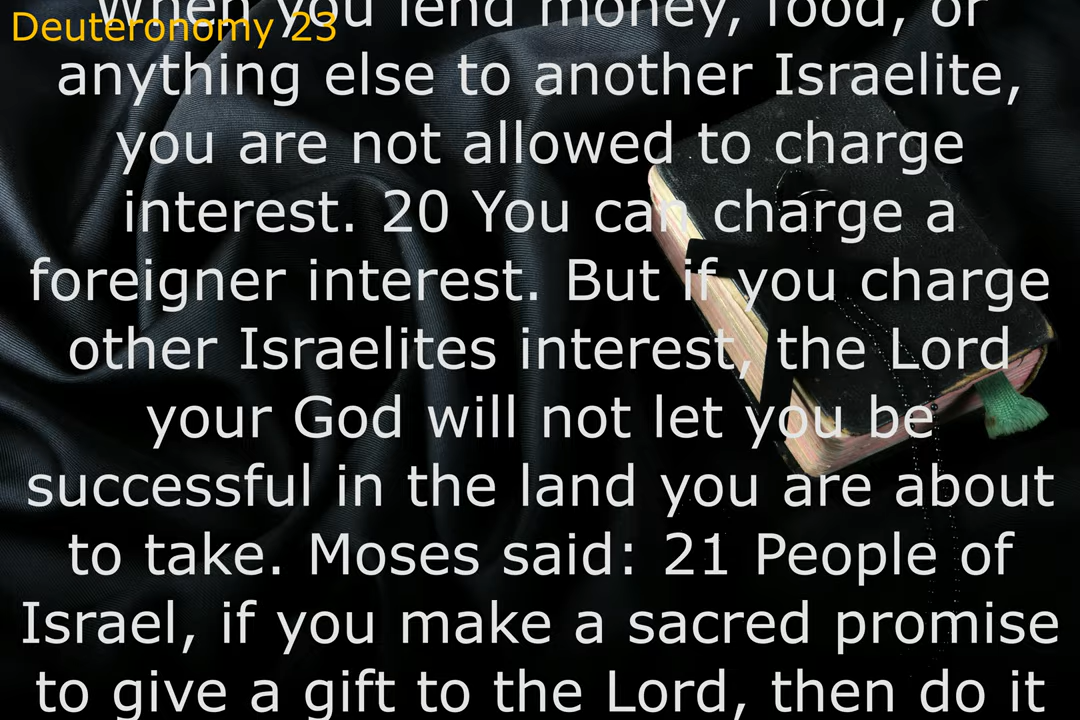 Deuteronomy 23
When you lend money, food, or
anything else to another Israelite,
you are not allowed to charge
interest. 20 You can charge a
foreigner interest. But if you charge
other Israelites interest, the Lord
your God will not let you be
successful in the land you are about
to take. Moses said: 21 People of
Israel, if you make a sacred promise
to give a gift to the Lord, then do it